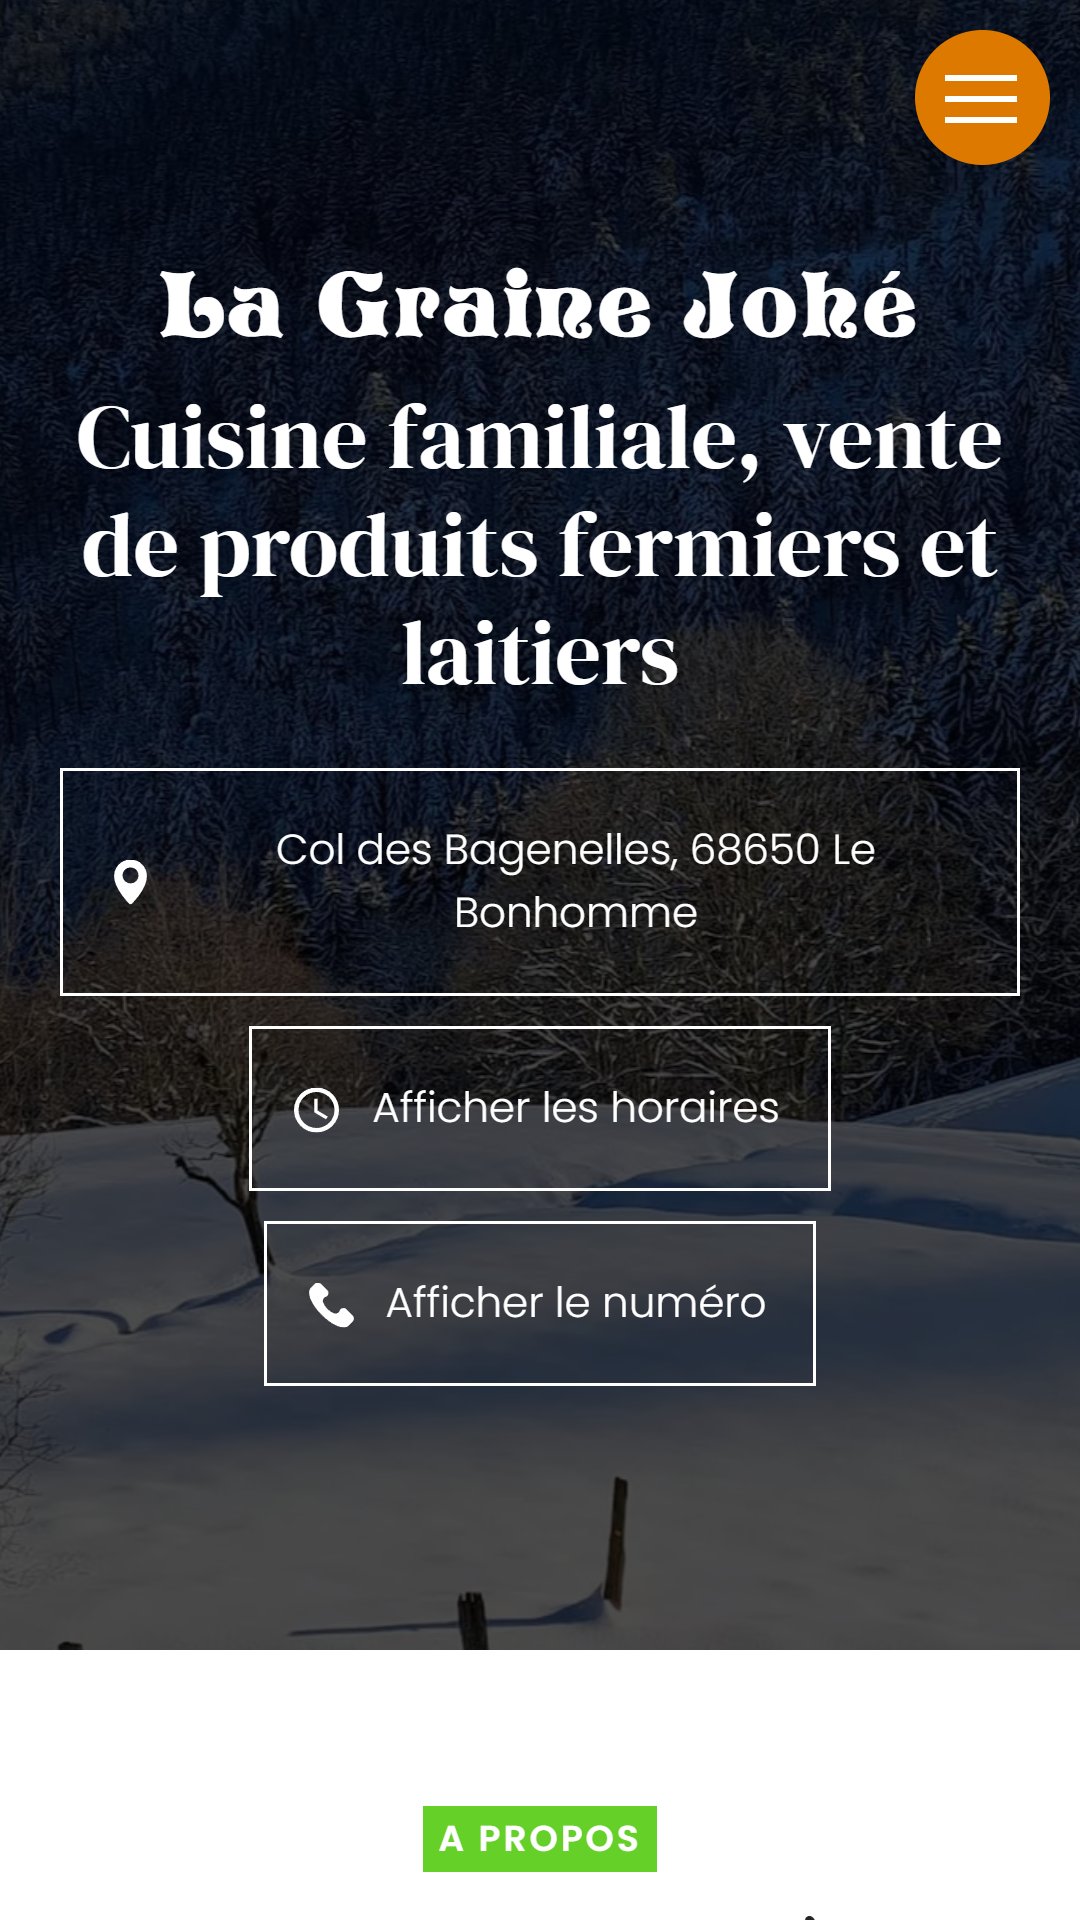 La Graine Johé
Cuisine familiale, vente
de produits fermiers et
laitiers
Col des Bagenelles, 68650 Le
Bonhomme
Afficher les horaires
Afficher le numéro
A PROPOS